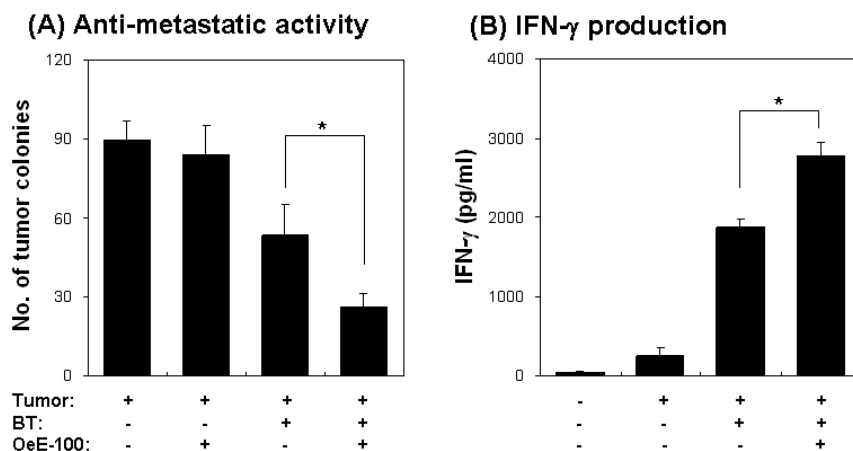 (A) Anti-metastatic activity
120
90
60
30
0
No. of tumor colonies
*
Tumor: + + + +
BT: - - + +
OeE-100: - + - +
(B) IFN-γ production
4000
3000
2000
1000
0
IFN-γ (pg/ml)
*
- + + +
- - + +
- - - +